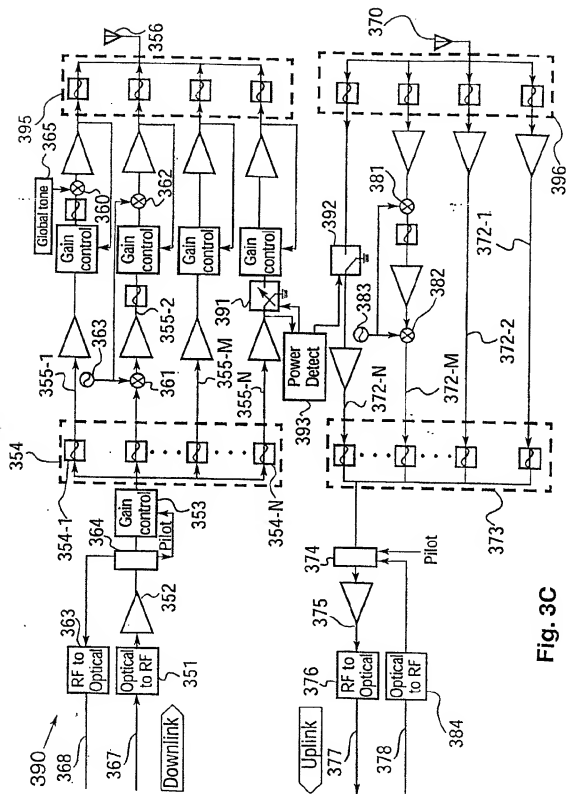 390
368
363
RF to
Optical
367
Optical
to RF
351
Downlink
352
364
Pilot
Gain
control
353
354
354-1
354-N
355-1
363
361
355-2
355-M
355-N
Global tone
365
395
Gain
control
360
Gain
control
362
Gain
control
Gain
control
391
356
Power
Detect
393
392
370
396
381
383
382
372-N
372-M
372-2
372-1
373
374
Pilot
375
376
RF to
Optical
377
Uplink
378
Optical
to RF
384
Fig. 3C